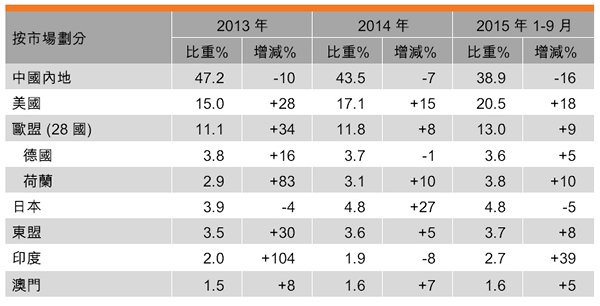 按市場劃分 2013 年 2014 年 2015 年 1-9 月
比重% 增減% 比重% 增減% 比重% 增減%
中國內地 47.2 -10 43.5 -7 38.9 -16
美國 15.0 +28 17.1 +15 20.5 +18
歐盟 (28 國) 11.1 +34 11.8 +8 13.0 +9
德國 3.8 +16 3.7 -1 3.6 +5
荷蘭 2.9 +83 3.1 +10 3.8 +10
日本 3.9 -4 4.8 +27 4.8 -5
東盟 3.5 +30 3.6 +5 3.7 +8
印度 2.0 +104 1.9 -8 2.7 +39
澳門 1.5 +8 1.6 +7 1.6 +5